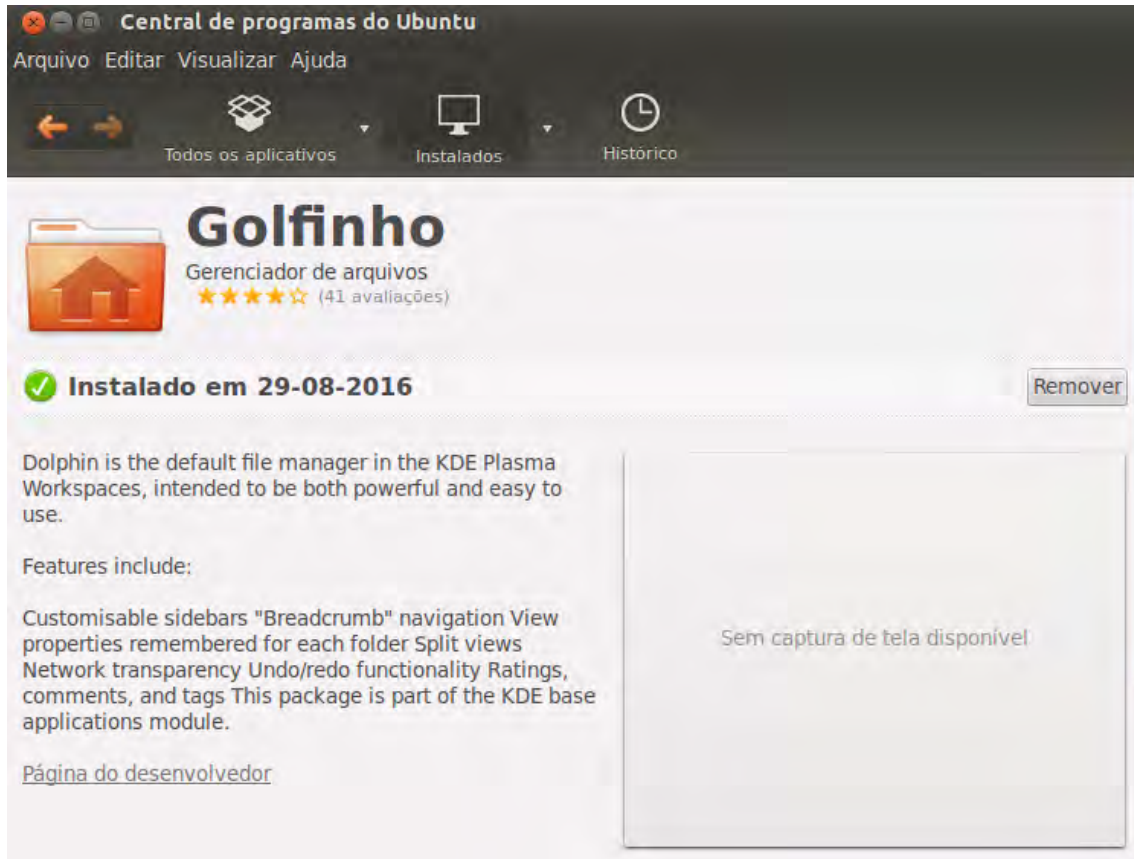 Central de programas do Ubuntu
Arquivo Editar Visualizar Ajuda
Todos os aplicativos
Instalados
Histórico
Golfinho
Gerenciador de arquivos
(41 avaliações)
Instalado em 29-08-2016
Remover
Dolphin is the default file manager in the KDE Plasma
Workspaces, intended to be both powerful and easy to
use.
Features include:
Customisable sidebars "Breadcrumb" navigation View
properties remembered for each folder Split views
Network transparency Undo/redo functionality Ratings,
comments, and tags This package is part of the KDE base
applications module.
Página do desenvolvedor
Sem captura de tela disponível